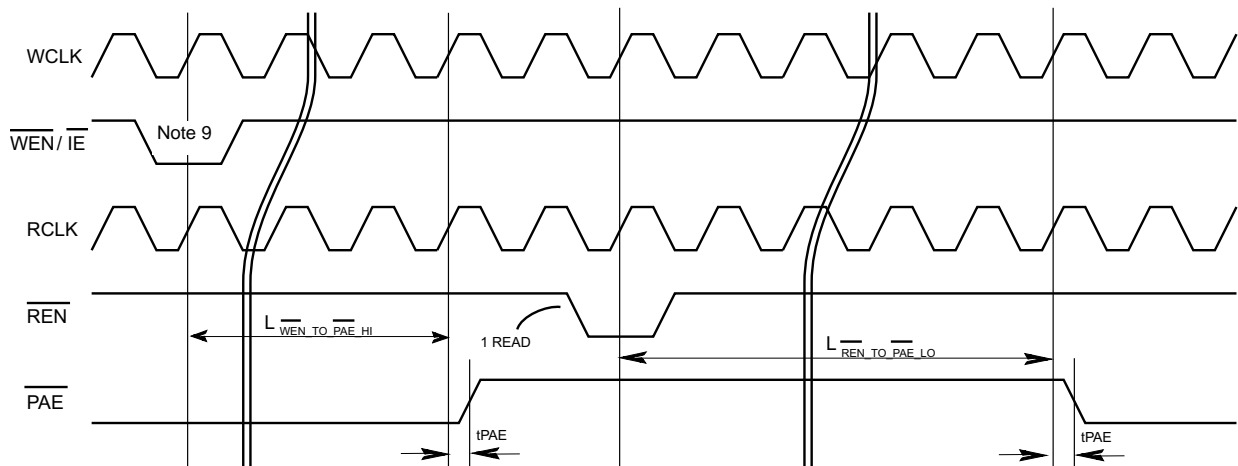 WCLK
WEN / IE
Note 9
RCLK
REN
1 READ
L WEN_TO_PAE_HI
L REN_TO_PAE_LO
PAE
tPAE
tPAE